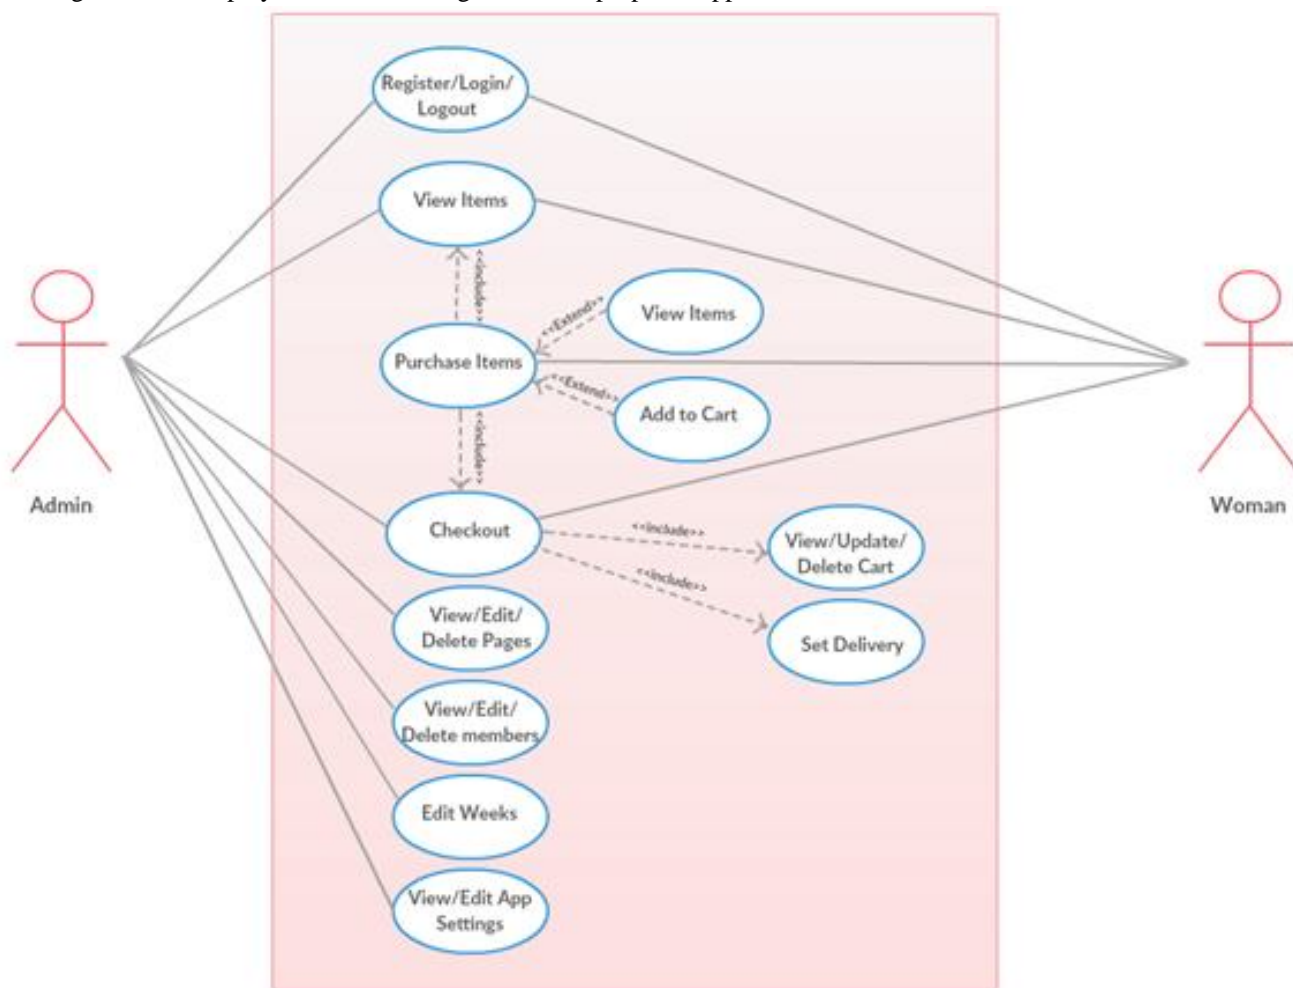 Register/Login/
Logout
View Items
<<include>>
<<Extend>>
View Items
Purchase Items
<<Extend>>
Add to Cart
<<include>>
Admin
Woman
Checkout
<<include>>
View/Update/
Delete Cart
<<include>>
Set Delivery
View/Edit/
Delete Pages
View/Edit/
Delete members
Edit Weeks
View/Edit App
Settings